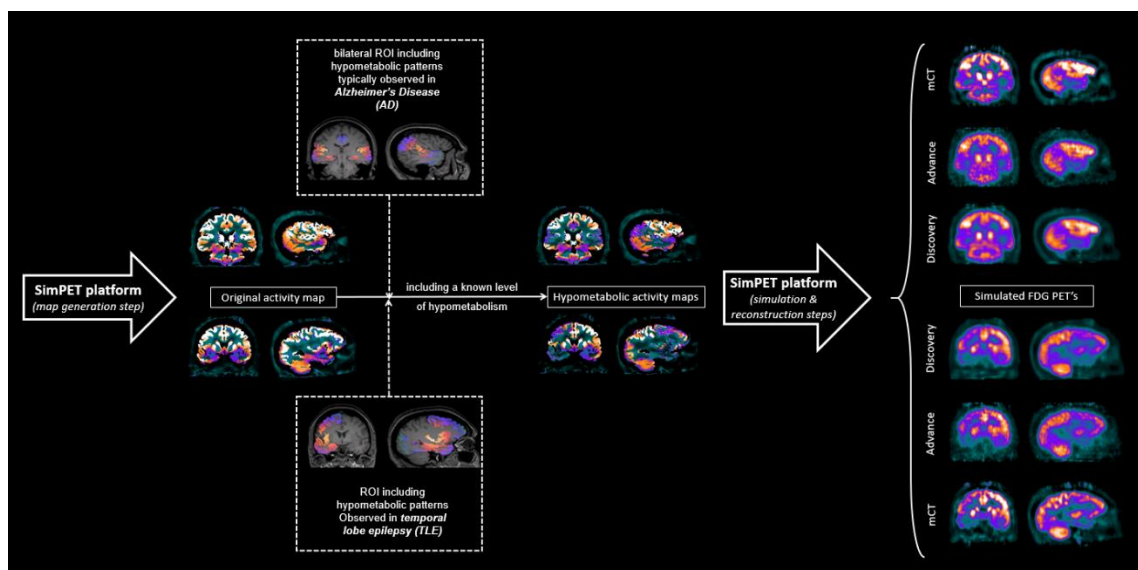 bilateral ROI including
hypometabolic patterns
typically observed in
Alzheimer's Disease
(AD)
SimPET platform
(map generation step)
Original activity map
including a known level
of hypometabolism
Hypometabolic activity maps
SimPET platform
(simulation &
reconstruction steps)
ROI including
hypometabolic patterns
Observed in temporal
lobe epilepsy (TLE)
mCT
Advance
Discovery
Simulated FDG PET's
Discovery
Advance
mCT